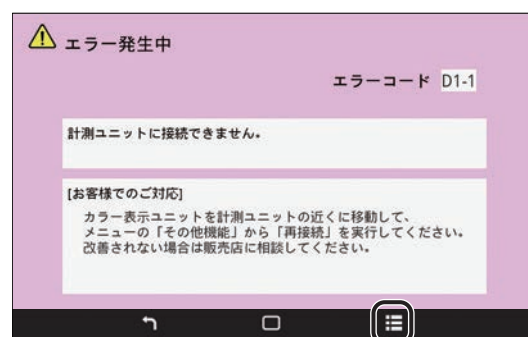 エラー発生中
エラーコード D1-1
計測ユニットに接続できません。
[お客様でのご対応]
カラー表示ユニットを計測ユニットの近くに移動して、
メニューの「その他機能」から「再接続」を実行してください。
改善されない場合は販売店に相談してください。